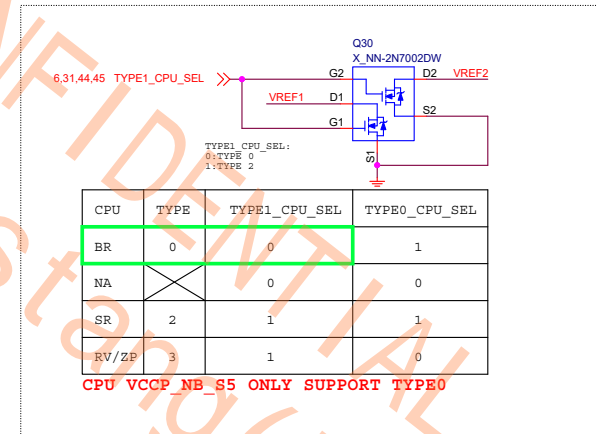 Q30
X_NN-2N7002DW
6,31,44,45 TYPE1_CPU_SEL G2 D2 VREF2
VREF1 D1
G1 S2
S1
TYPE1_CPU_SEL:
0:TYPE 0
1:TYPE 2
CPU TYPE TYPE1_CPU_SEL TYPE0_CPU_SEL
BR 0 0 1
NA 0 0
SR 2 1 1
RV/ZP 3 1 0
CPU VCCP_NB_S5 ONLY SUPPORT TYPE0